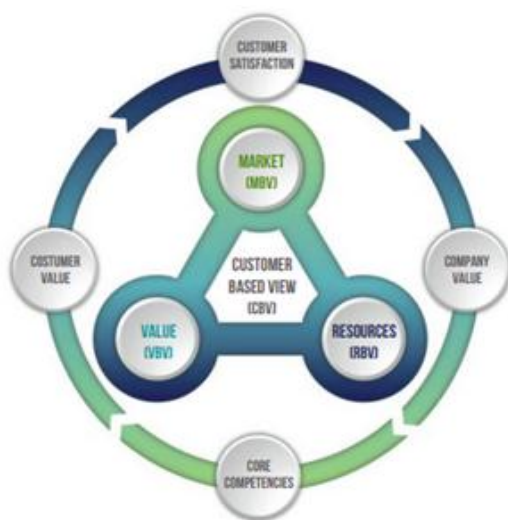 CUSTOMER
SATISFACTION
MARKET
(MBV)
COSTUMER
VALUE
CUSTOMER
BASED VIEW
(CBV)
COMPANY
VALUE
VALUE
(VBV)
RESOURCES
(RBV)
CORE
COMPETENCIES